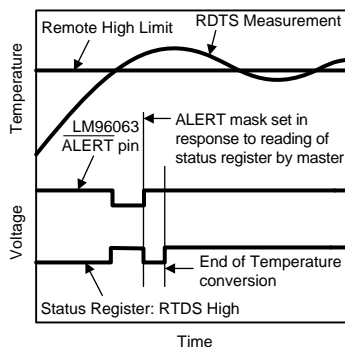 RDTS Measurement
Remote High Limit
Temperature
LM96063
ALERT pin
ALERT mask set in
response to reading of
status register by master
Voltage
End of Temperature
conversion
Status Register: RTDS High
Time